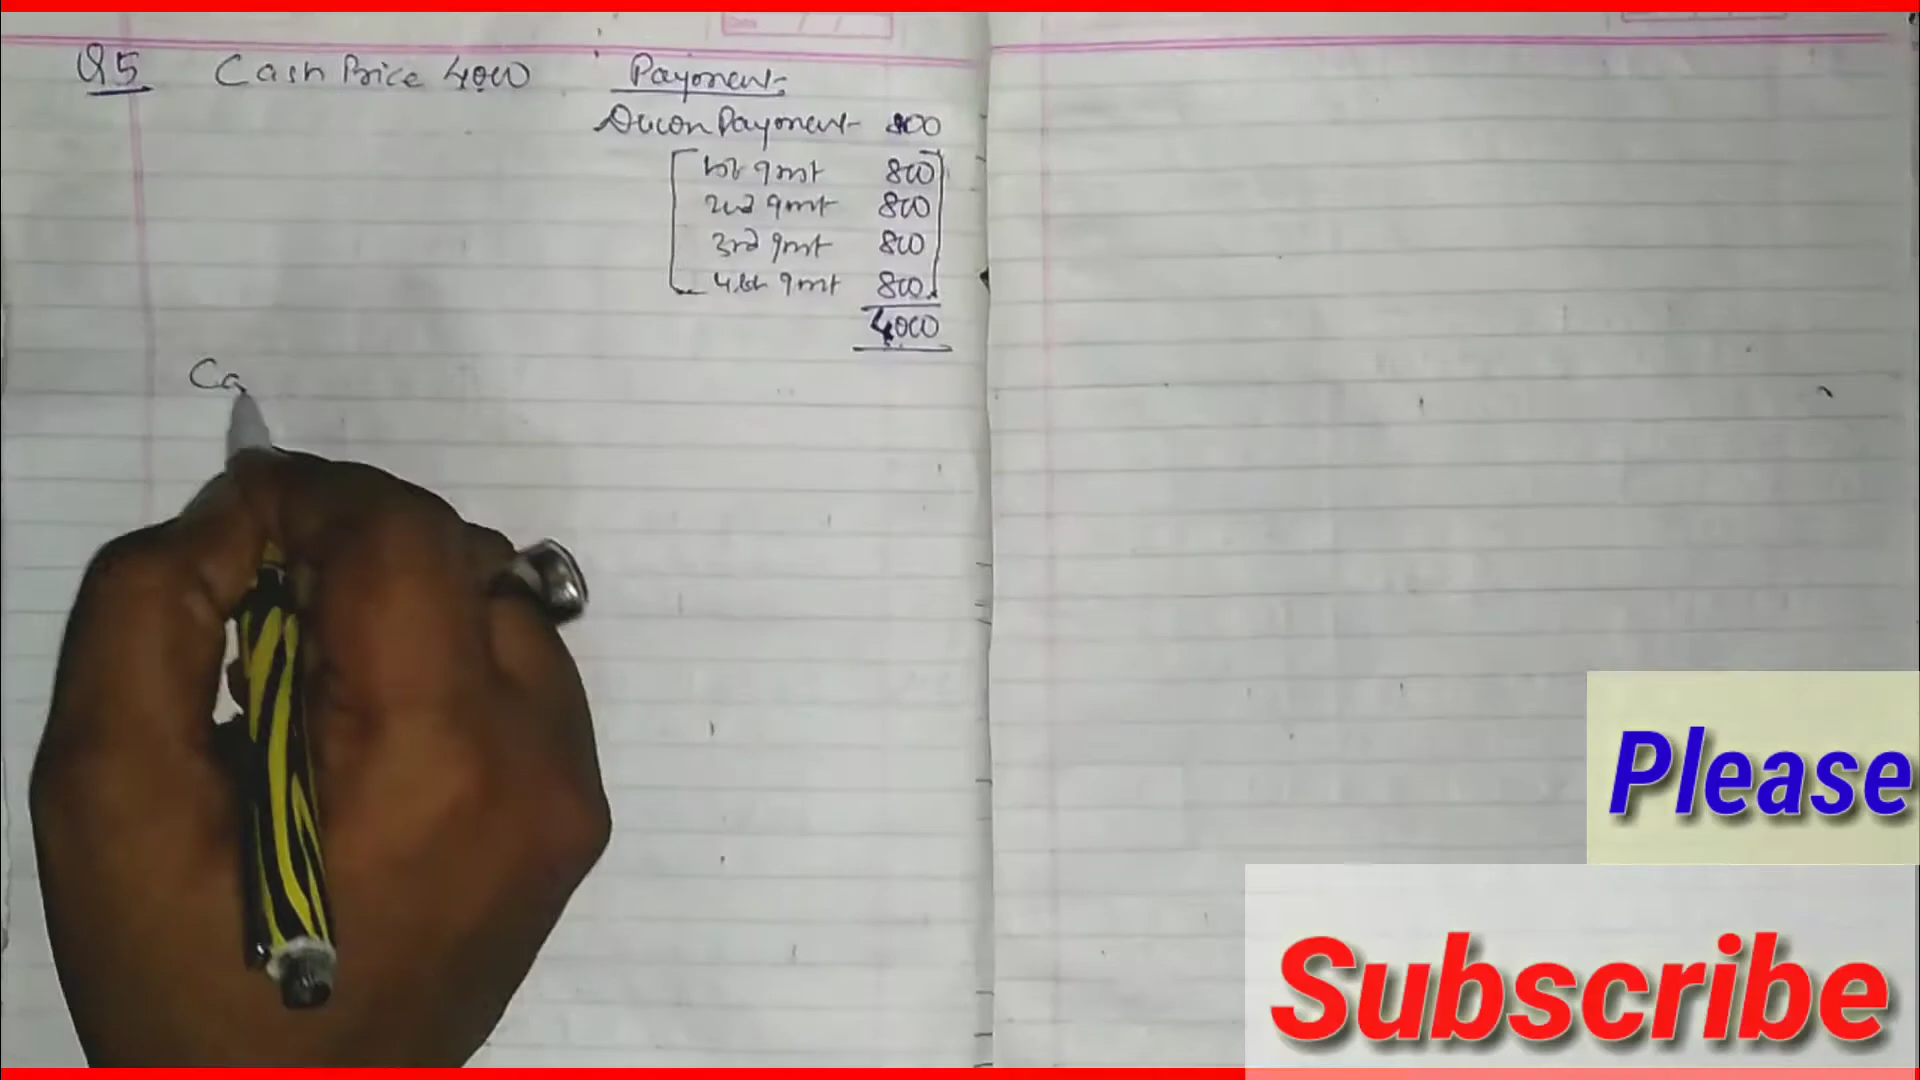 Q5 Cash Price 4000 Payment:
Down Payment 800
1st Inst 800
2nd Inst 800
3rd Inst 800
4th Inst 800
4000
Ca
Please
Subscribe